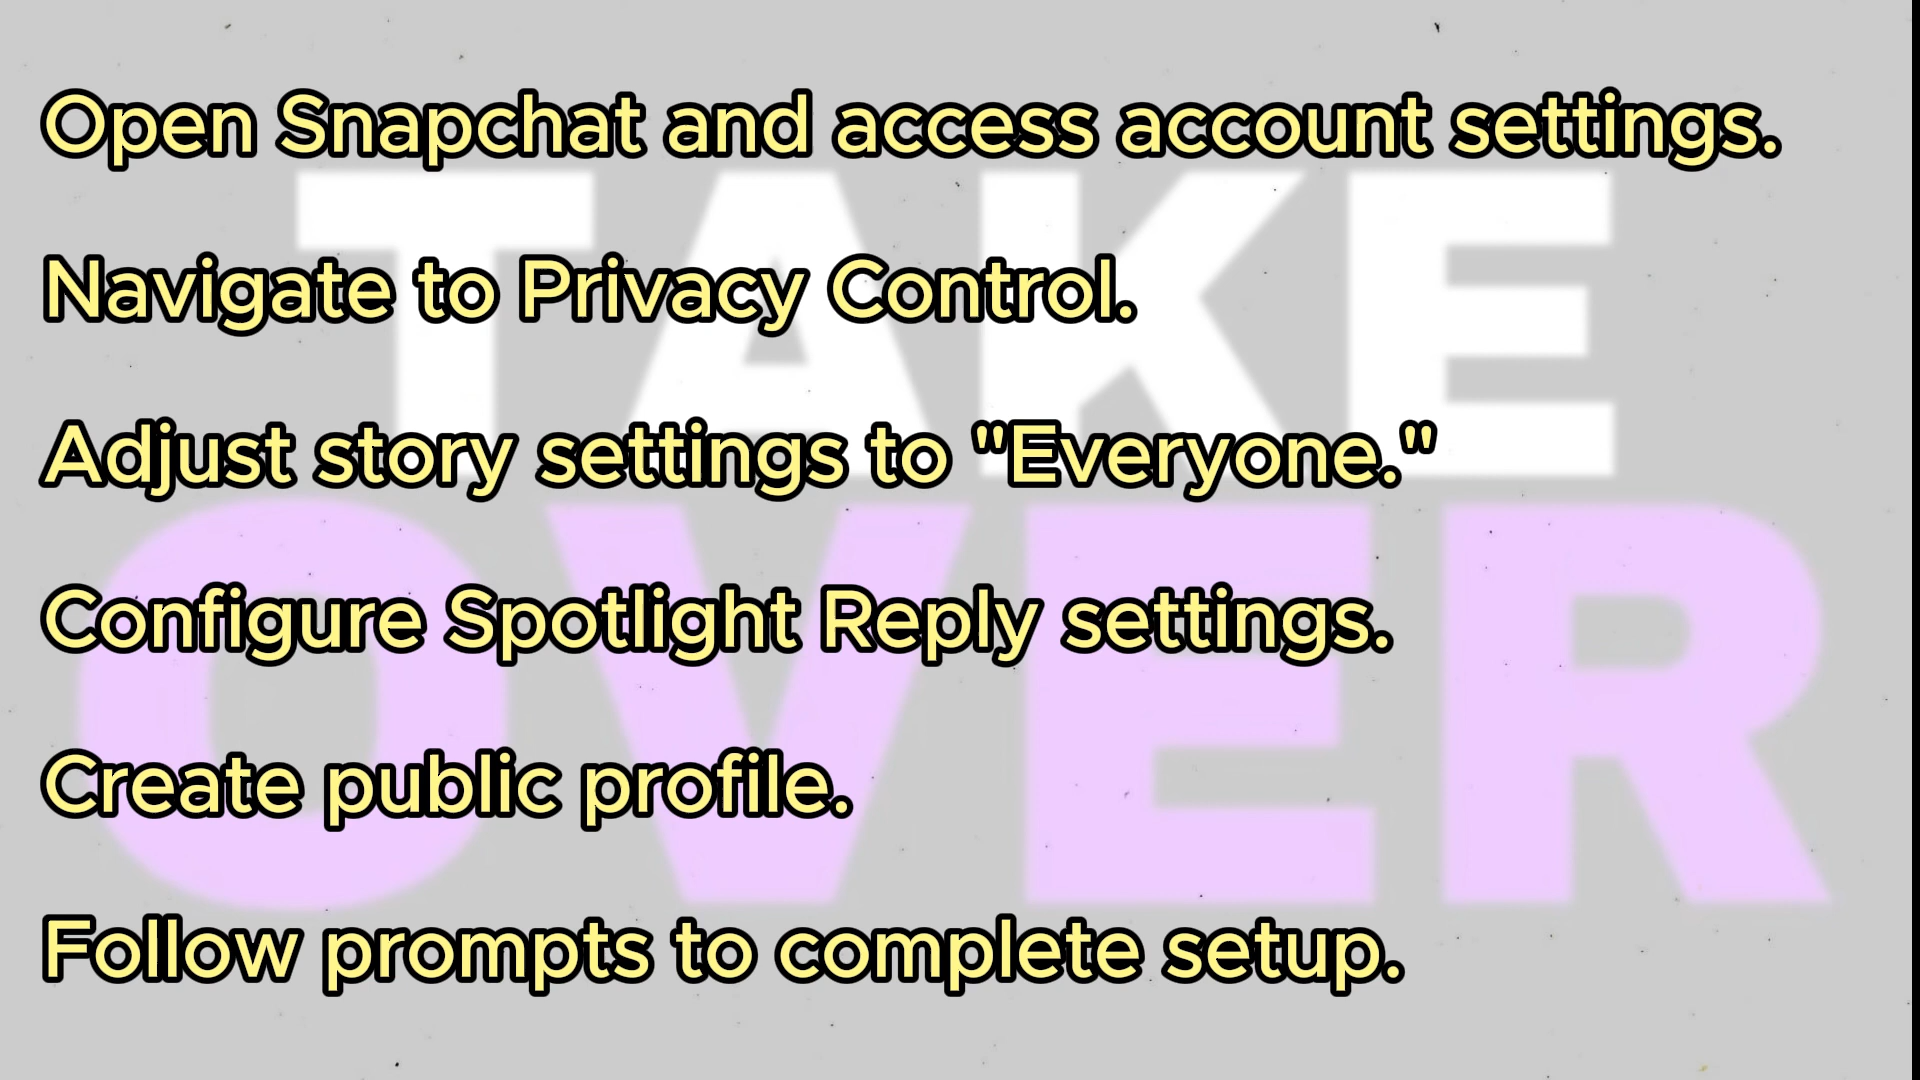 Open Snapchat and access account settings.
TAKE
Navigate to Privacy Control.
Adjust story settings to "Everyone."
OVER
Configure Spotlight Reply settings.
Create public profile.
Follow prompts to complete setup.